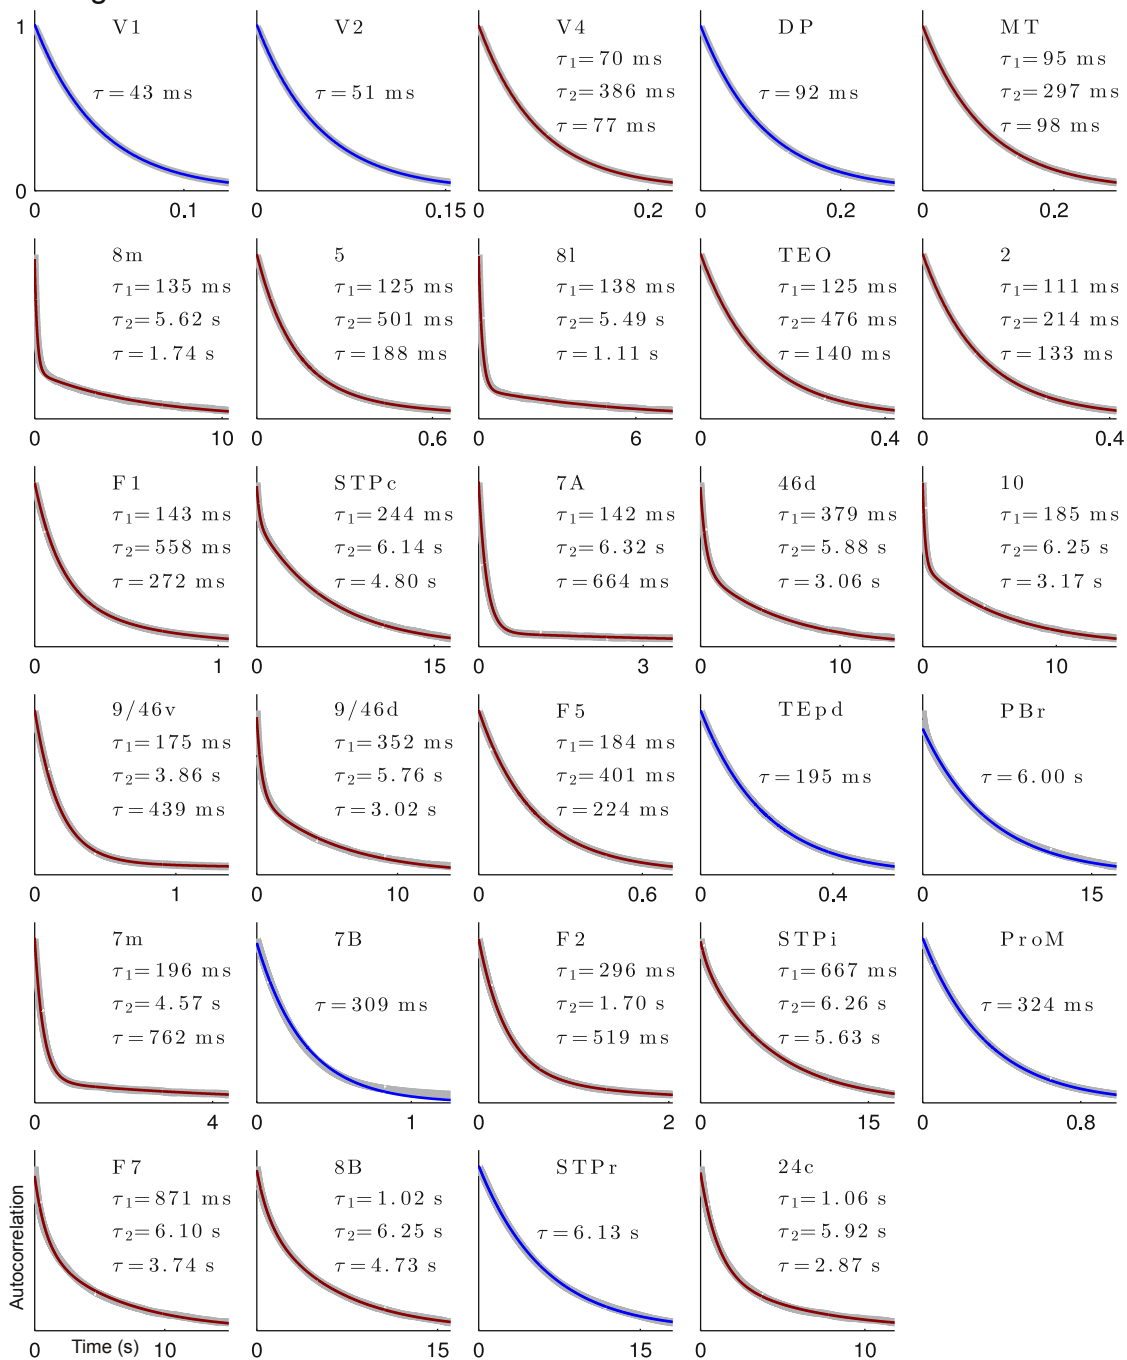 V1
τ = 43 ms
1
0
0 0.1
V2
τ = 51 ms
0 0.15
V4
τ1= 70 ms
τ2= 386 ms
τ = 77 ms
0 0.2
DP
τ = 92 ms
0 0.2
MT
τ1= 95 ms
τ2= 297 ms
τ = 98 ms
0 0.2
8m
τ1= 135 ms
τ2= 5.62 s
τ = 1.74 s
0 10
5
τ1= 125 ms
τ2= 501 ms
τ = 188 ms
0 0.6
8l
τ1= 138 ms
τ2= 5.49 s
τ = 1.11 s
0 6
TEO
τ1= 125 ms
τ2= 476 ms
τ = 140 ms
0 0.4
2
τ1= 111 ms
τ2= 214 ms
τ = 133 ms
0 0.4
F1
τ1= 143 ms
τ2= 558 ms
τ = 272 ms
0 1
STPc
τ1= 244 ms
τ2= 6.14 s
τ = 4.80 s
0 15
7A
τ1= 142 ms
τ2= 6.32 s
τ = 664 ms
0 3
46d
τ1= 379 ms
τ2= 5.88 s
τ = 3.06 s
0 10
10
τ1= 185 ms
τ2= 6.25 s
τ = 3.17 s
0 10
9/46v
τ1= 175 ms
τ2= 3.86 s
τ = 439 ms
0 1
9/46d
τ1= 352 ms
τ2= 5.76 s
τ = 3.02 s
0 10
F5
τ1= 184 ms
τ2= 401 ms
τ = 224 ms
0 0.6
TEpd
τ = 195 ms
0 0.4
PBr
τ = 6.00 s
0 15
7m
τ1= 196 ms
τ2= 4.57 s
τ = 762 ms
0 4
7B
τ = 309 ms
0 1
F2
τ1= 296 ms
τ2= 1.70 s
τ = 519 ms
0 2
STPi
τ1= 667 ms
τ2= 6.26 s
τ = 5.63 s
0 15
ProM
τ = 324 ms
0 0.8
F7
τ1= 871 ms
τ2= 6.10 s
τ = 3.74 s
Autocorrelation
0 Time (s) 10
8B
τ1= 1.02 s
τ2= 6.25 s
τ = 4.73 s
0 15
STPr
τ = 6.13 s
0 15
24c
τ1= 1.06 s
τ2= 5.92 s
τ = 2.87 s
0 10